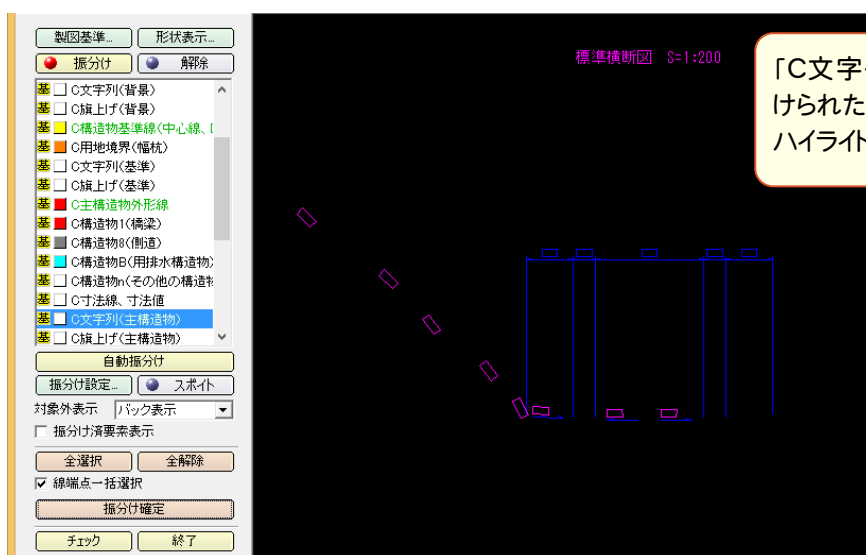 製図基準...
形状表示...
振分け
解除
基 C文字列(背景)
基 C旗上げ(背景)
基 C構造物基準線(中心線、
基 C用地境界(幅杭)
基 C文字列(基準)
基 C旗上げ(基準)
基 C主構造物外形線
基 C構造物1(橋梁)
基 C構造物8(側道)
基 C構造物B(用排水構造物)
基 C構造物n(その他の構造
基 C寸法線、寸法値
基 C文字列(主構造物)
基 C旗上げ(主構造物)
自動振分け
振分け設定...
スポイト
対象外表示 バック表示
振分け済要素表示
全選択
全解除
線端点一括選択
振分け確定
チェック
終了
標準横断図 S=1:200
「C文字
けられた
ハイライト